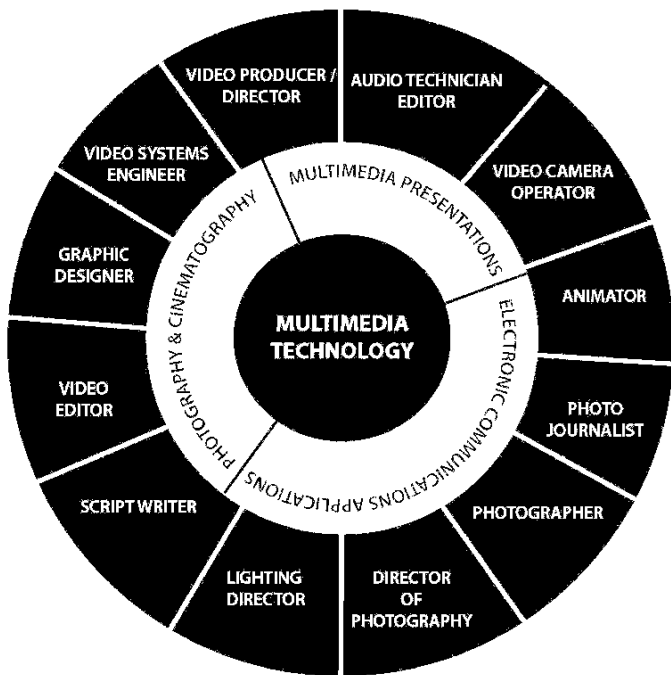 VIDEO PRODUCER /
DIRECTOR
AUDIO TECHNICIAN
EDITOR
VIDEO CAMERA
OPERATOR
ANIMATOR
PHOTO
JOURNALIST
PHOTOGRAPHER
DIRECTOR
OF
PHOTOGRAPHY
LIGHTING
DIRECTOR
SCRIPT WRITER
VIDEO
EDITOR
GRAPHIC
DESIGNER
VIDEO SYSTEMS
ENGINEER
MULTIMEDIA PRESENTATIONS
ELECTRONIC COMMUNICATIONS APPLICATIONS
PHOTOGRAPHY & CINEMATOGRAPHY
MULTIMEDIA
TECHNOLOGY